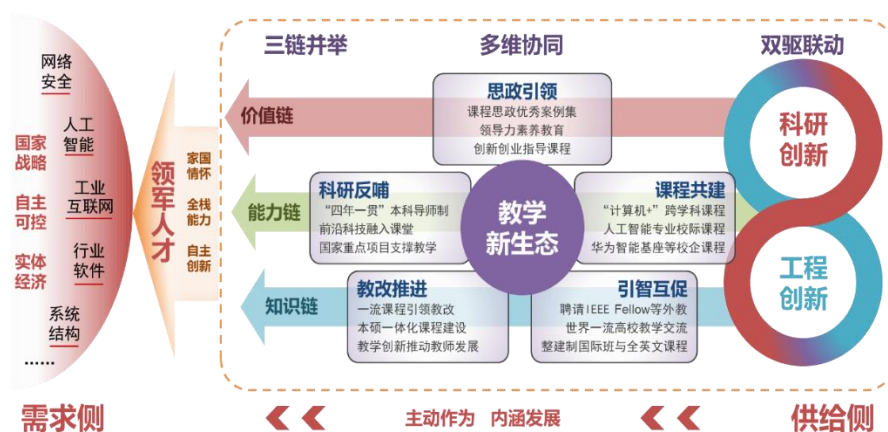 三链并举
多维协同
双驱联动
网络
安全
人工
智能
国家
战略
工业
互联网
自主
可控
行业
软件
实体
经济
系统
结构
……
领军人才
家国
情怀
全栈
能力
自主
创新
价值链
能力链
知识链
思政引领
课程思政优秀案例集
领导力素养教育
创新创业指导课程
科研反哺
“四年一贯”本科导师制
前沿科技融入课堂
国家重点项目支撑教学
教学
新生态
课程共建
“计算机+”跨学科课程
人工智能专业校际课程
华为智能基座等校企课程
教改推进
一流课程引领教改
本硕一体化课程建设
教学创新推动教师发展
引智互促
聘请IEEE Fellow等外教
世界一流高校教学交流
整建制国际班与全英文课程
科研
创新
工程
创新
需求侧
主动作为 内涵发展
供给侧